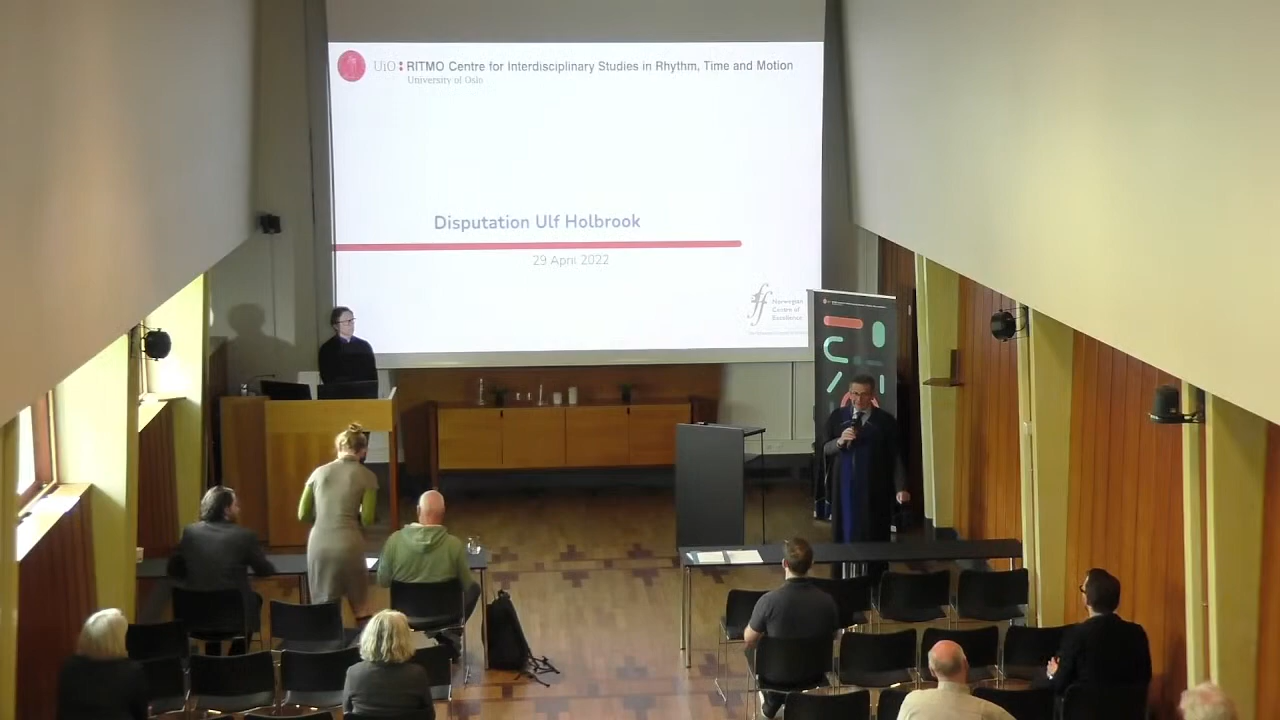 UiO: RITMO Centre for Interdisciplinary Studies in Rhythm, Time and Motion
University of Oslo
Disputation Ulf Holbrook
29 April 2022
Norwegian
Centre of
Excellence